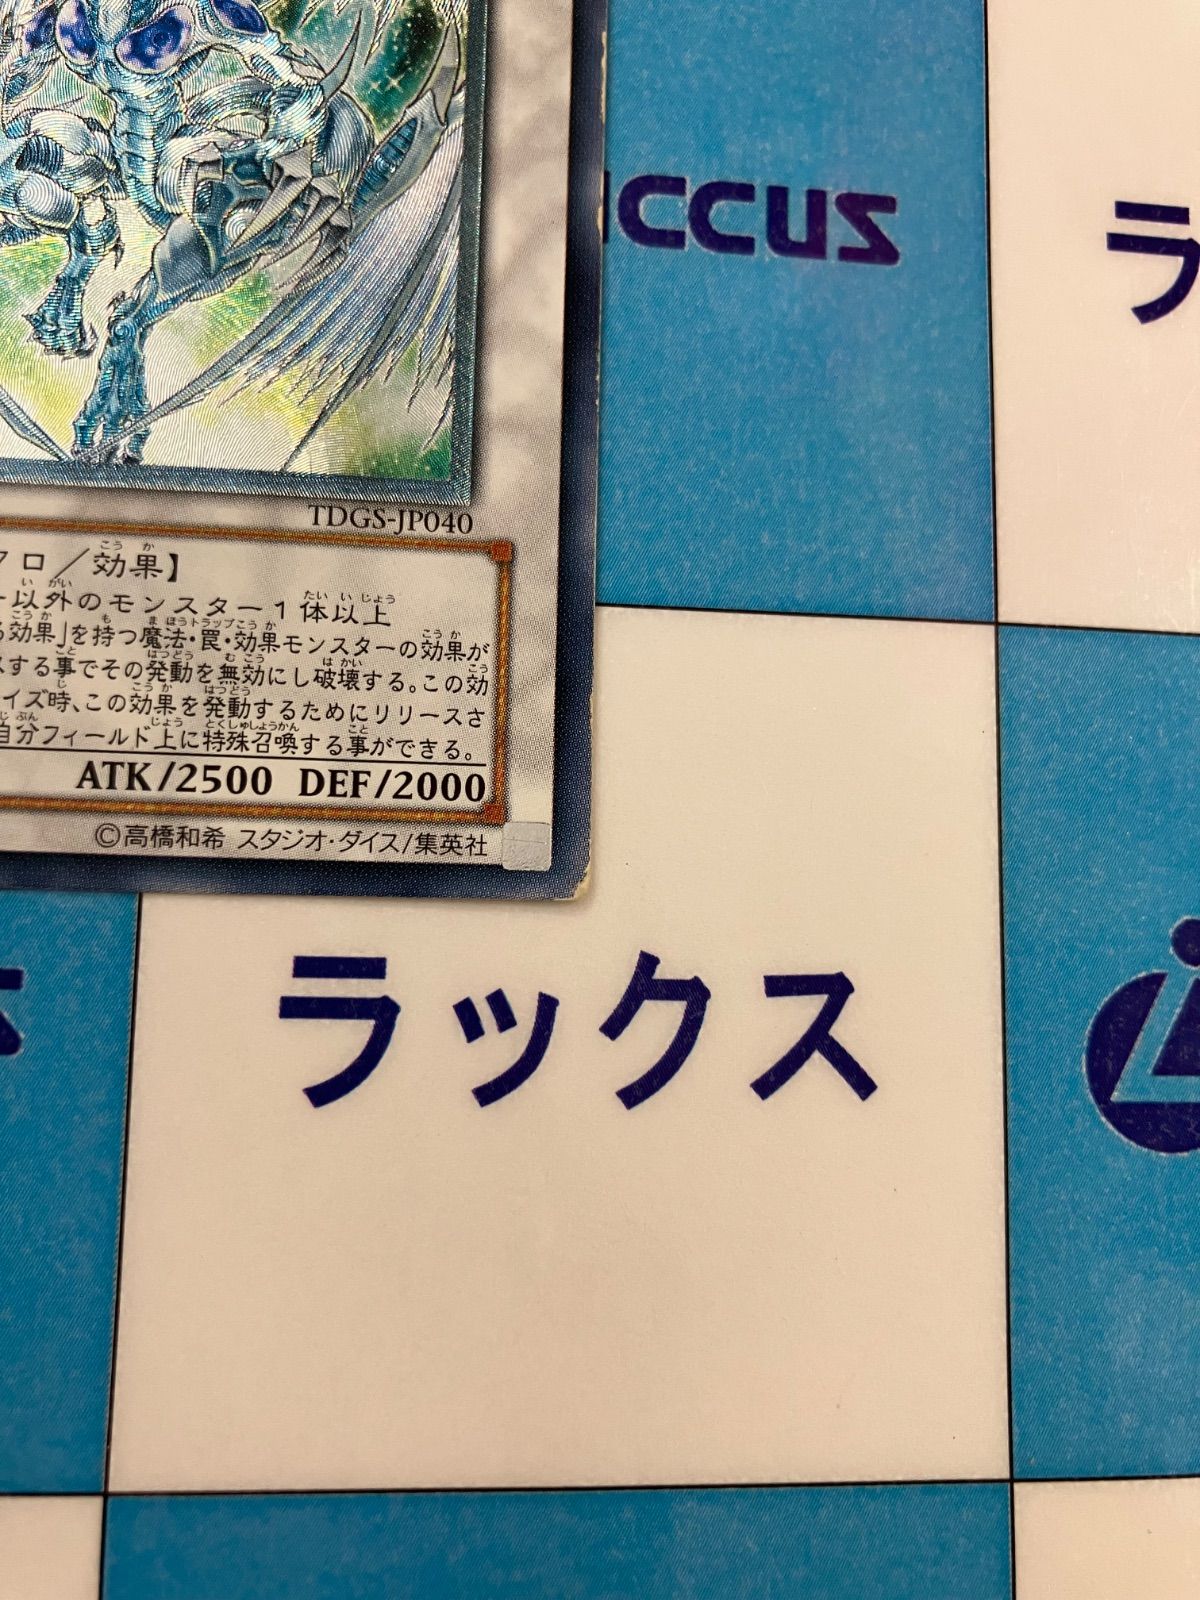 ccus
ラ
TDGS-JP040
ロ／効果】
以外のモンスター１体以上
効果」を持つ魔法・罠・効果モンスターの効果が
する事でその発動を無効にし破壊する。この効
イズ時、この効果を発動するためにリリースさ
自分フィールド上に特殊召喚する事ができる。
ATK/2500 DEF/2000
©高橋和希 スタジオ・ダイス/集英社
ラックス